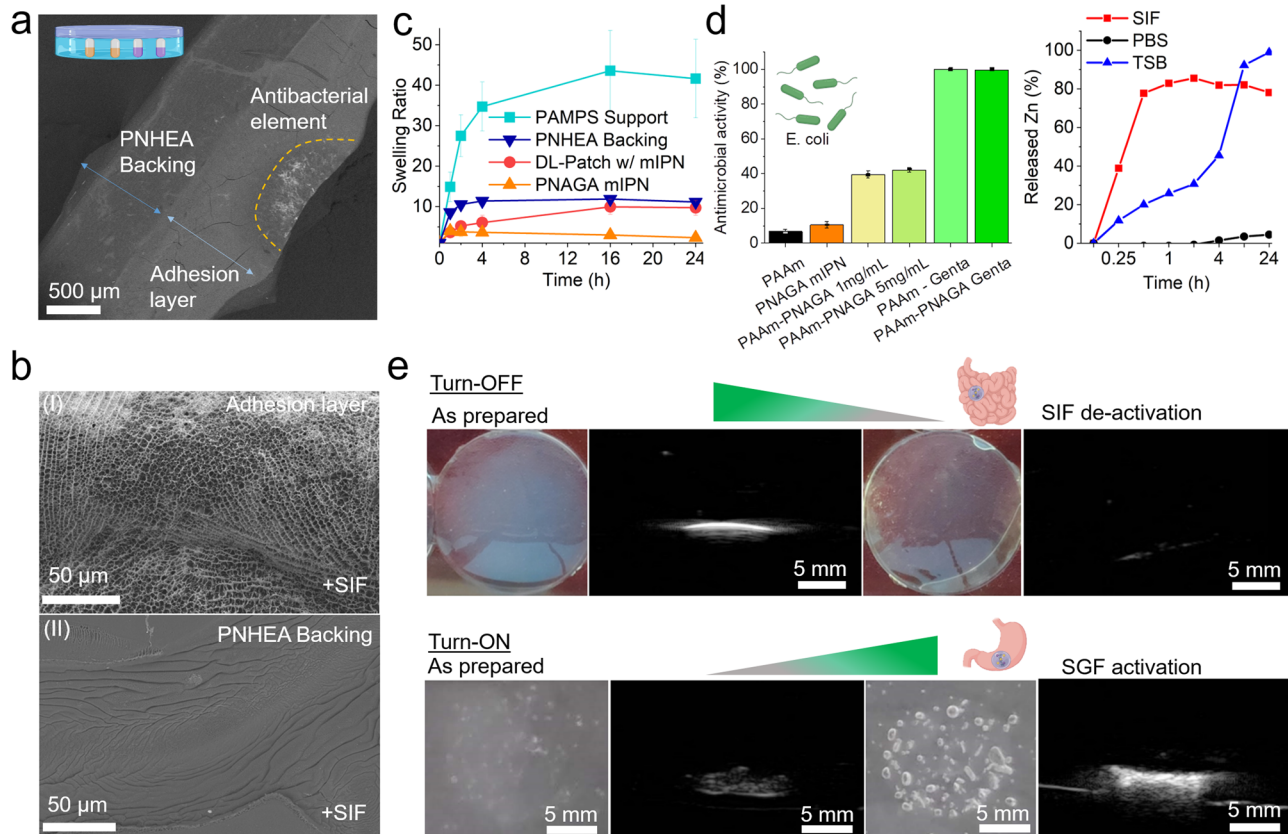 a
Antibacterial
element
PNHEA
Backing
Adhesion
layer
500 µm
b
(I)
Adhesion layer
50 µm
+SIF
(II)
PNHEA Backing
50 µm
+SIF
c
Swelling Ratio
50
40
30
20
10
PAMPS Support
PNHEA Backing
DL-Patch w/ mIPN
PNAGA mIPN
0 4 8 12 16 20 24
Time (h)
d
Antimicrobial activity (%)
100
80
60
40
20
0
E. coli
PAAm
PNAGA mIPN
PAAm-PNAGA 1mg/mL
PAAm-PNAGA 5mg/mL
PAAm - Genta
PAAm-PNAGA Genta
SIF
PBS
TSB
Released Zn (%)
100
80
60
40
20
0
0.25 1 4 24
Time (h)
e
Turn-OFF
As prepared
SIF de-activation
5 mm
5 mm
Turn-ON
As prepared
SGF activation
5 mm
5 mm
5 mm